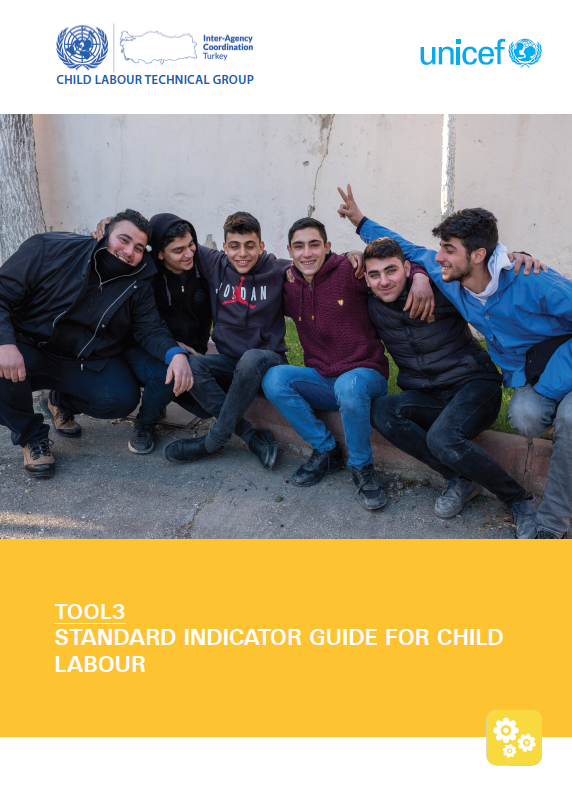 Inter-Agency
Coordination
Turkey
CHILD LABOUR TECHNICAL GROUP
unicef
JORDAN
TOOL3
STANDARD INDICATOR GUIDE FOR CHILD
LABOUR